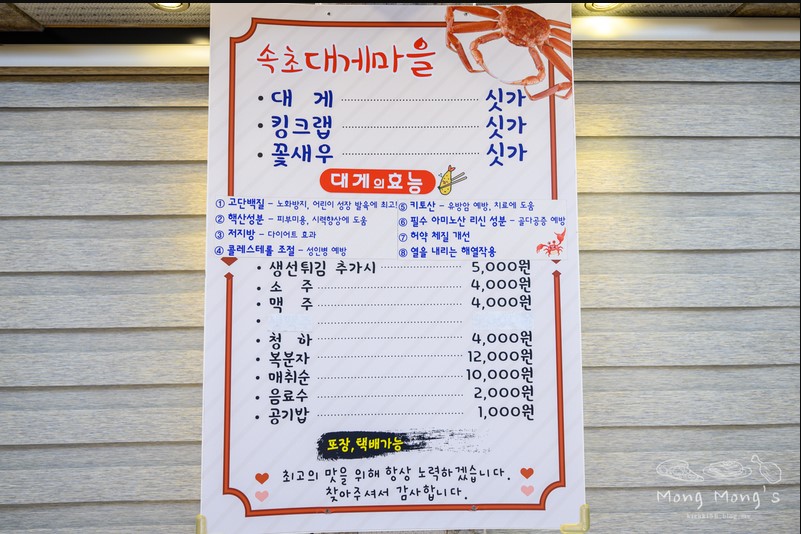 속초대게마을
• 대 게 싯가
• 킹크랩 싯가
• 꽃새우 싯가
대게의효능
① 고단백질 – 노화방지, 어린이 성장 발육에 최고!
② 핵산성분 – 피부미용, 시력향상에 도움
③ 저지방 – 다이어트 효과
④ 콜레스테롤 조절 – 성인병 예방
⑤ 키토산 – 유방암 예방, 치료에 도움
⑥ 필수 아미노산 리신 성분 – 골다공증 예방
⑦ 허약 체질 개선
⑧ 열을 내리는 해열작용
• 생선튀김 추가시 5,000원
• 소 주 4,000원
• 맥 주 4,000원
• 청 하 4,000원
• 복분자 12,000원
• 매취순 10,000원
• 음료수 2,000원
• 공기밥 1,000원
포장,택배가능
최고의 맛을 위해 항상 노력하겠습니다.
찾아주셔서 감사합니다.
Mong Mong's